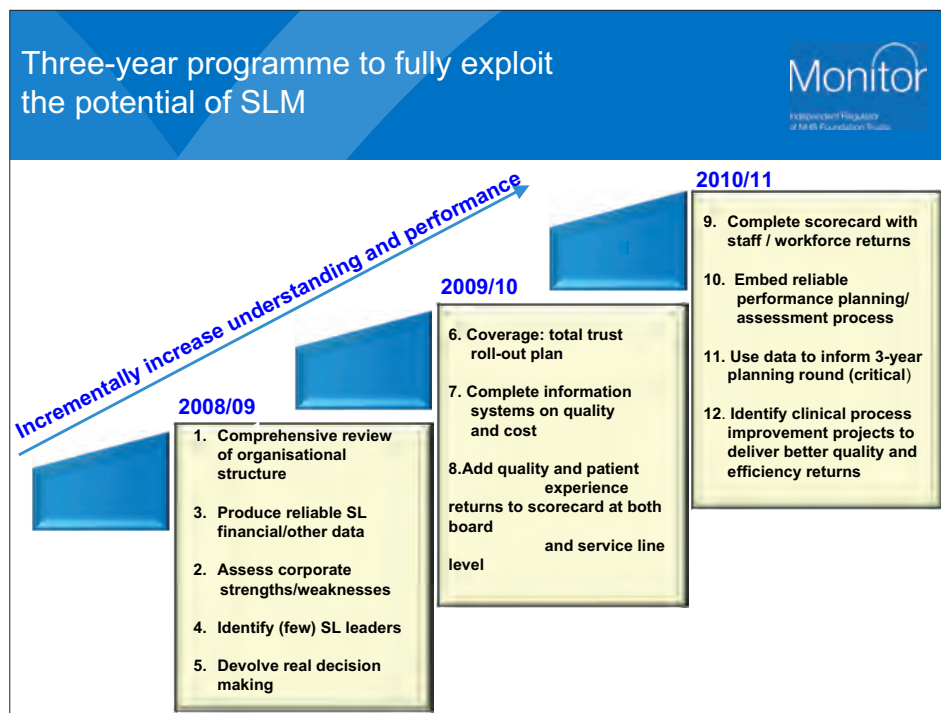 Three-year programme to fully exploit
the potential of SLM
Monitor
Independent Regulator
of NHS Foundation Trusts
Incrementally increase understanding and performance
2008/09
1. Comprehensive review
of organisational
structure
3. Produce reliable SL
financial/other data
2. Assess corporate
strengths/weaknesses
4. Identify (few) SL leaders
5. Devolve real decision
making
2009/10
6. Coverage: total trust
roll-out plan
7. Complete information
systems on quality
and cost
8.Add quality and patient
experience
returns to scorecard at both
board
and service line
level
2010/11
9. Complete scorecard with
staff / workforce returns
10. Embed reliable
performance planning/
assessment process
11. Use data to inform 3-year
planning round (critical)
12. Identify clinical process
improvement projects to
deliver better quality and
efficiency returns